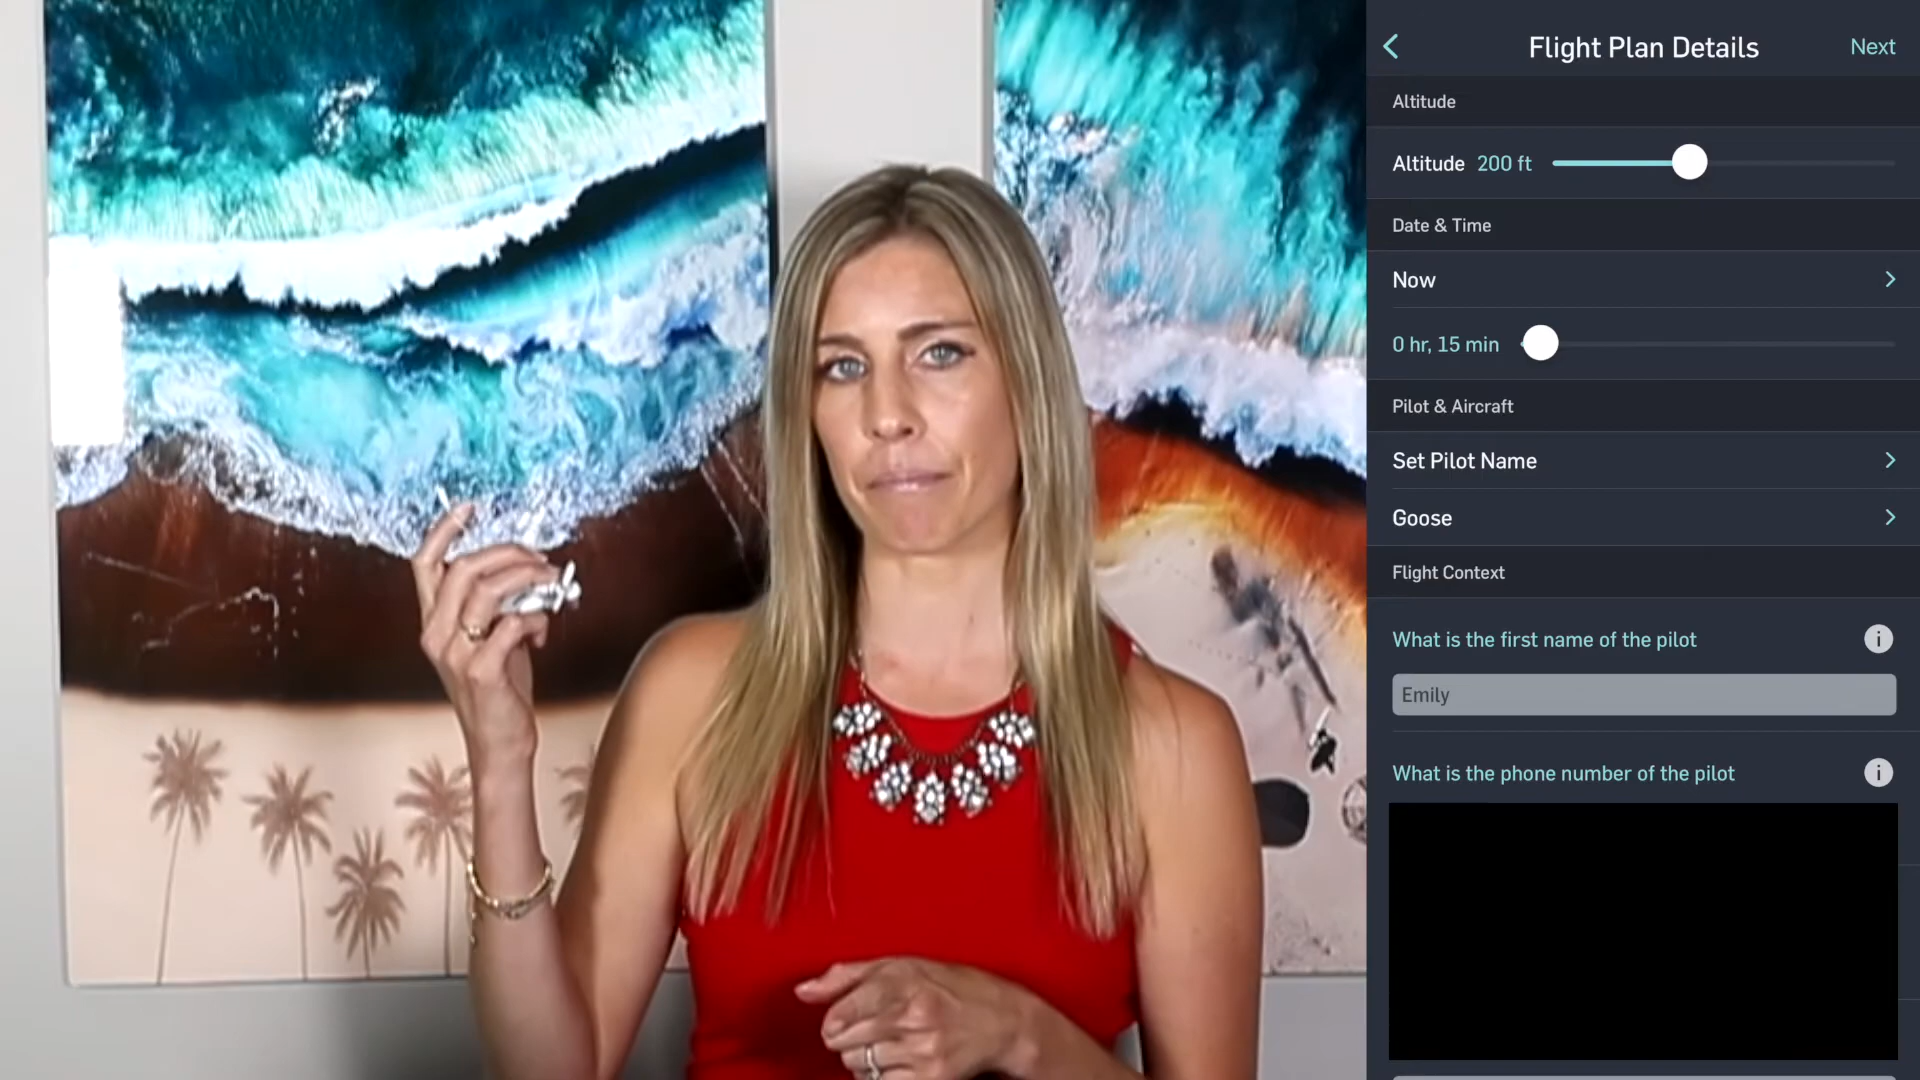 Flight Plan Details
Next
Altitude
Altitude 200 ft
Date & Time
Now
0 hr, 15 min
Pilot & Aircraft
Set Pilot Name
Goose
Flight Context
What is the first name of the pilot
Emily
What is the phone number of the pilot